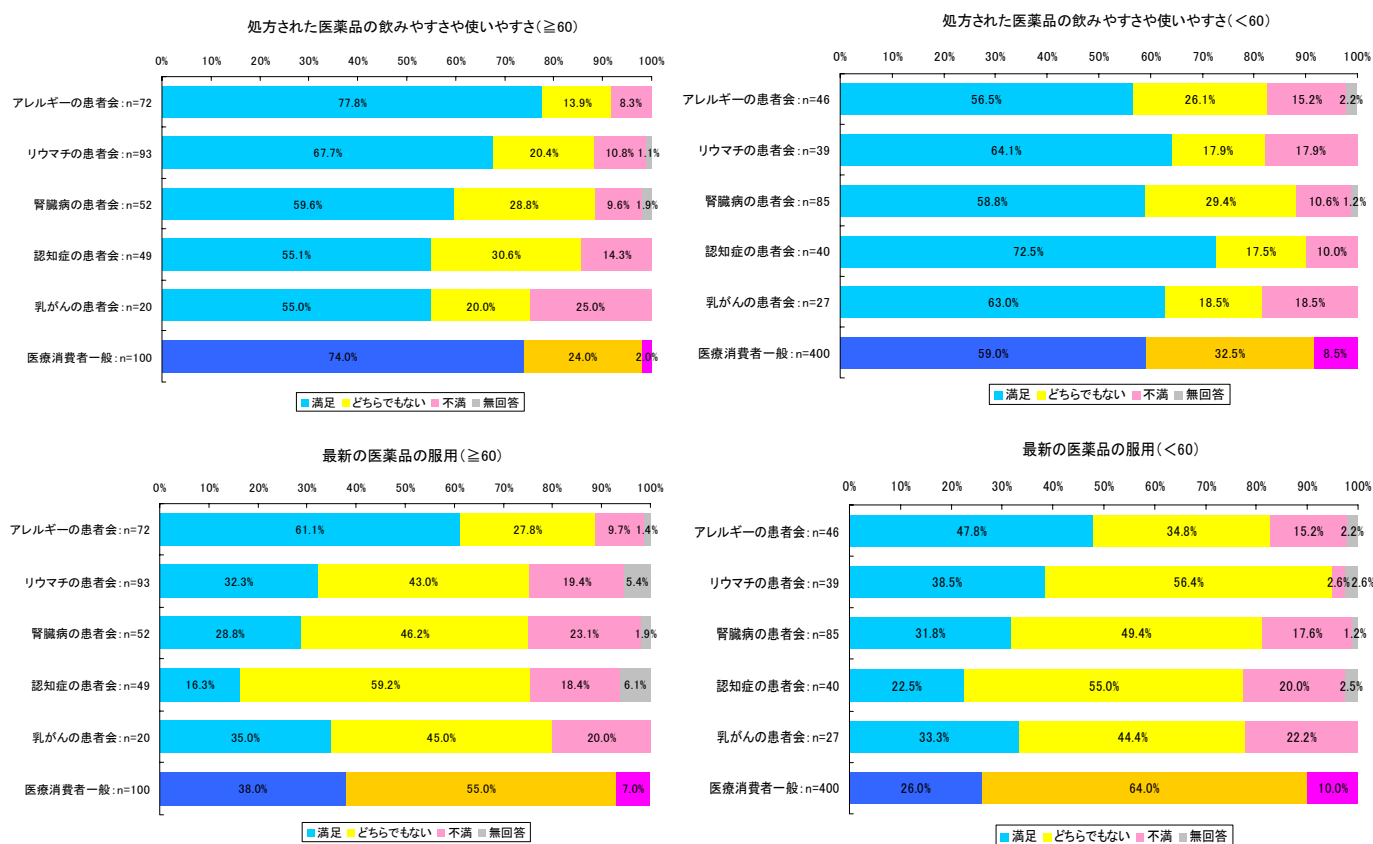 処方された医薬品の飲みやすさや使いやすさ(≧60)
0% 10% 20% 30% 40% 50% 60% 70% 80% 90% 100%
アレルギーの患者会:n=72 77.8% 13.9% 8.3%
リウマチの患者会:n=93 67.7% 20.4% 10.8% 1.1%
腎臓病の患者会:n=52 59.6% 28.8% 9.6% 1.9%
認知症の患者会:n=49 55.1% 30.6% 14.3%
乳がんの患者会:n=20 55.0% 20.0% 25.0%
医療消費者一般:n=100 74.0% 24.0% 2.0%
満足 どちらでもない 不満 無回答
処方された医薬品の飲みやすさや使いやすさ(<60)
0% 10% 20% 30% 40% 50% 60% 70% 80% 90% 100%
アレルギーの患者会:n=46 56.5% 26.1% 15.2% 2.2%
リウマチの患者会:n=39 64.1% 17.9% 17.9%
腎臓病の患者会:n=85 58.8% 29.4% 10.6% 1.2%
認知症の患者会:n=40 72.5% 17.5% 10.0%
乳がんの患者会:n=27 63.0% 18.5% 18.5%
医療消費者一般:n=400 59.0% 32.5% 8.5%
満足 どちらでもない 不満 無回答
最新の医薬品の服用(≧60)
0% 10% 20% 30% 40% 50% 60% 70% 80% 90% 100%
アレルギーの患者会:n=72 61.1% 27.8% 9.7% 1.4%
リウマチの患者会:n=93 32.3% 43.0% 19.4% 5.4%
腎臓病の患者会:n=52 28.8% 46.2% 23.1% 1.9%
認知症の患者会:n=49 16.3% 59.2% 18.4% 6.1%
乳がんの患者会:n=20 35.0% 45.0% 20.0%
医療消費者一般:n=100 38.0% 55.0% 7.0%
満足 どちらでもない 不満 無回答
最新の医薬品の服用(<60)
0% 10% 20% 30% 40% 50% 60% 70% 80% 90% 100%
アレルギーの患者会:n=46 47.8% 34.8% 15.2% 2.2%
リウマチの患者会:n=39 38.5% 56.4% 2.6% 2.6%
腎臓病の患者会:n=85 31.8% 49.4% 17.6% 1.2%
認知症の患者会:n=40 22.5% 55.0% 20.0% 2.5%
乳がんの患者会:n=27 33.3% 44.4% 22.2%
医療消費者一般:n=400 26.0% 64.0% 10.0%
満足 どちらでもない 不満 無回答